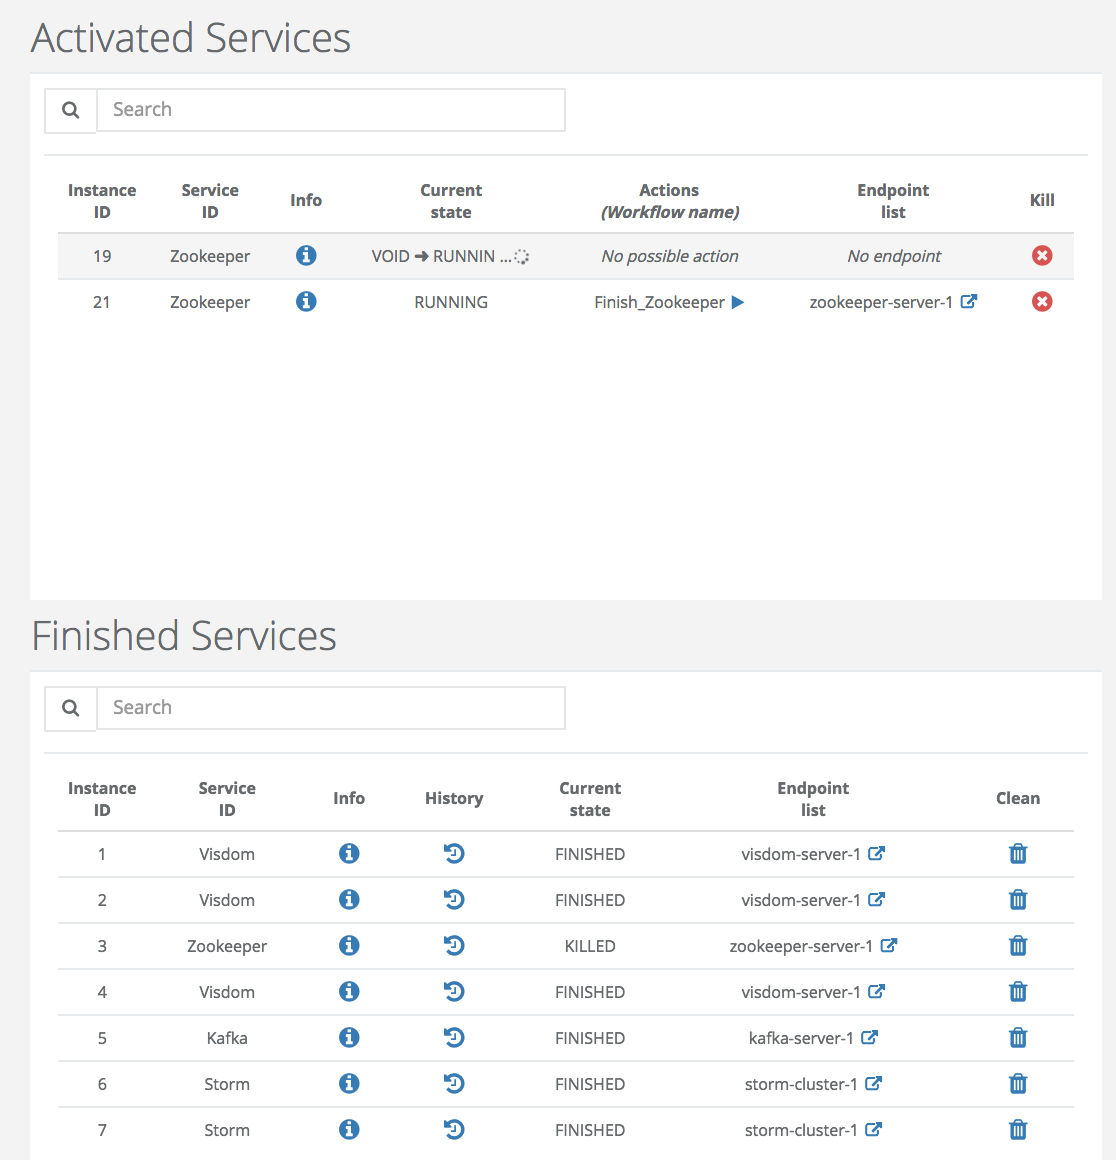 Activated Services
Search
Instance ID Service ID Info Current state Actions (Workflow name) Endpoint list Kill
19 Zookeeper VOID ➜ RUNNIN ... No possible action No endpoint
21 Zookeeper RUNNING Finish_Zookeeper zookeeper-server-1
Finished Services
Search
Instance ID Service ID Info History Current state Endpoint list Clean
1 Visdom FINISHED visdom-server-1
2 Visdom FINISHED visdom-server-1
3 Zookeeper KILLED zookeeper-server-1
4 Visdom FINISHED visdom-server-1
5 Kafka FINISHED kafka-server-1
6 Storm FINISHED storm-cluster-1
7 Storm FINISHED storm-cluster-1